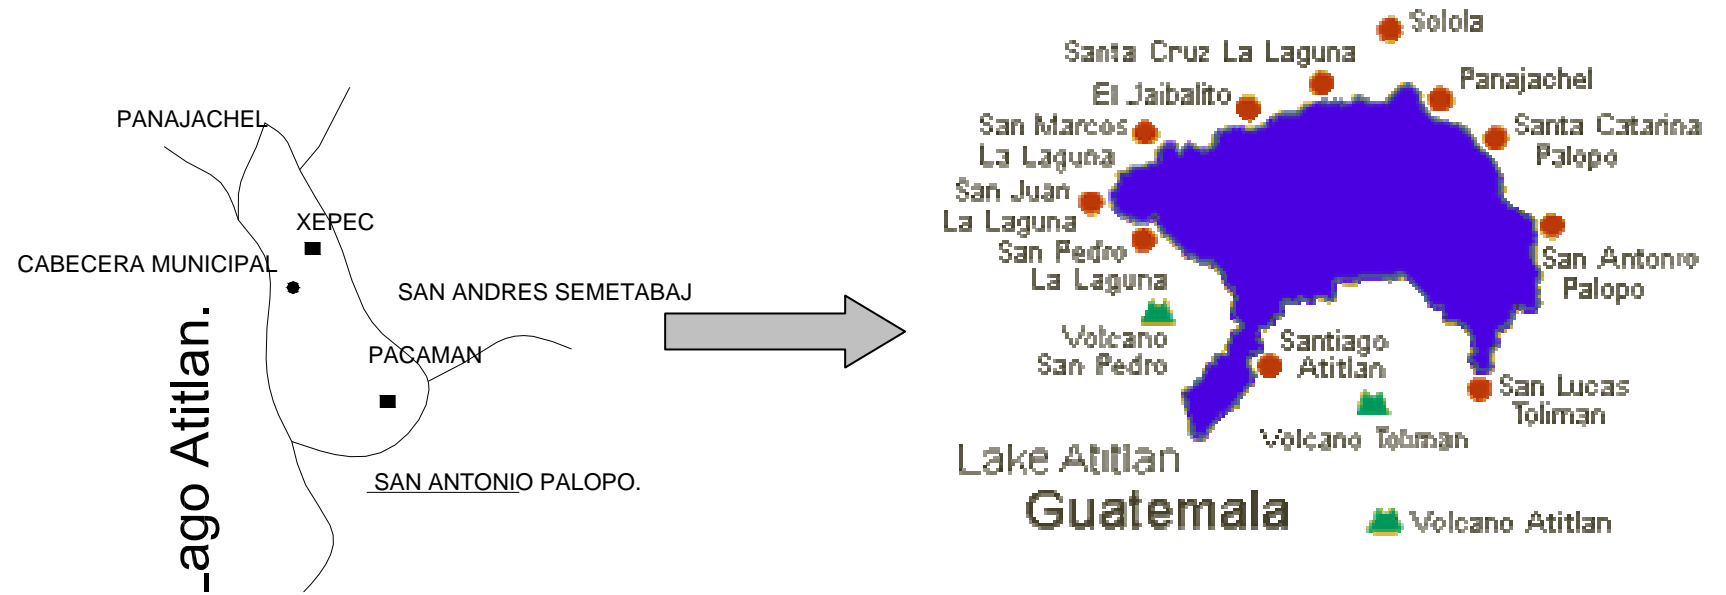 PANAJACHEL
XEPEC
CABECERA MUNICIPAL
SAN ANDRES SEMETABAJ
PACAMAN
SAN ANTONIO PALOPO.
Lago Atitlan.
Solola
Santa Cruz La Laguna
Panajachel
El Jaibalito
San Marcos
La Laguna
Santa Catarina
Palopo
San Juan
La Laguna
San Pedro
La Laguna
San Antonio
Palopo
Volcano
San Pedro
Santiago
Atitlan
San Lucas
Toliman
Volcano Toliman
Lake Atitlan
Guatemala
Volcano Atitlan